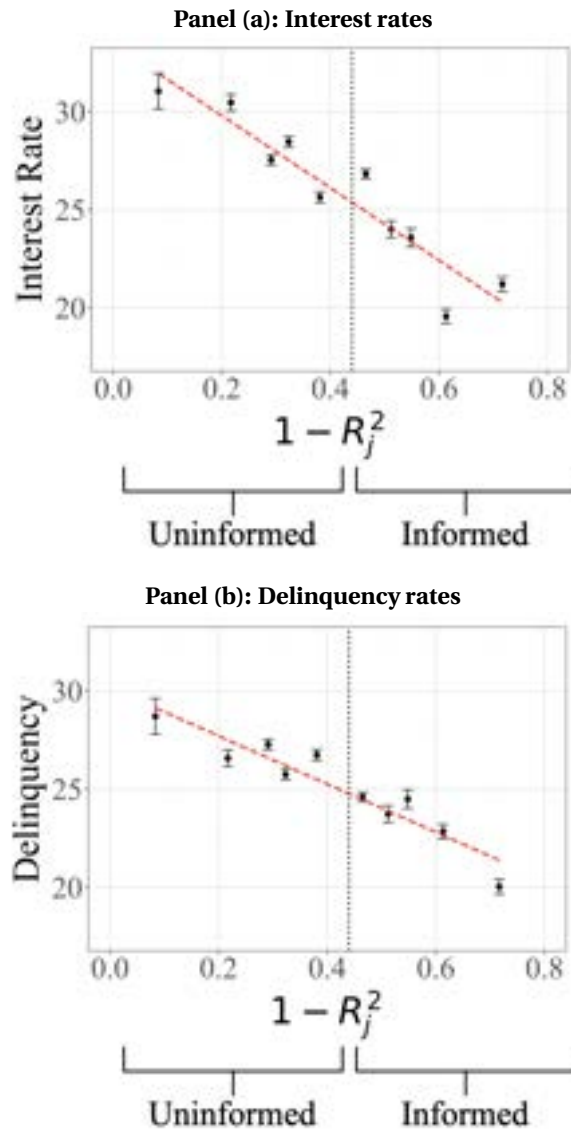 Panel (a): Interest rates
Interest Rate
30
25
20
0.0 0.2 0.4 0.6 0.8
1 − R_j^2
Uninformed Informed
Panel (b): Delinquency rates
Delinquency
30
25
20
0.0 0.2 0.4 0.6 0.8
1 − R_j^2
Uninformed Informed